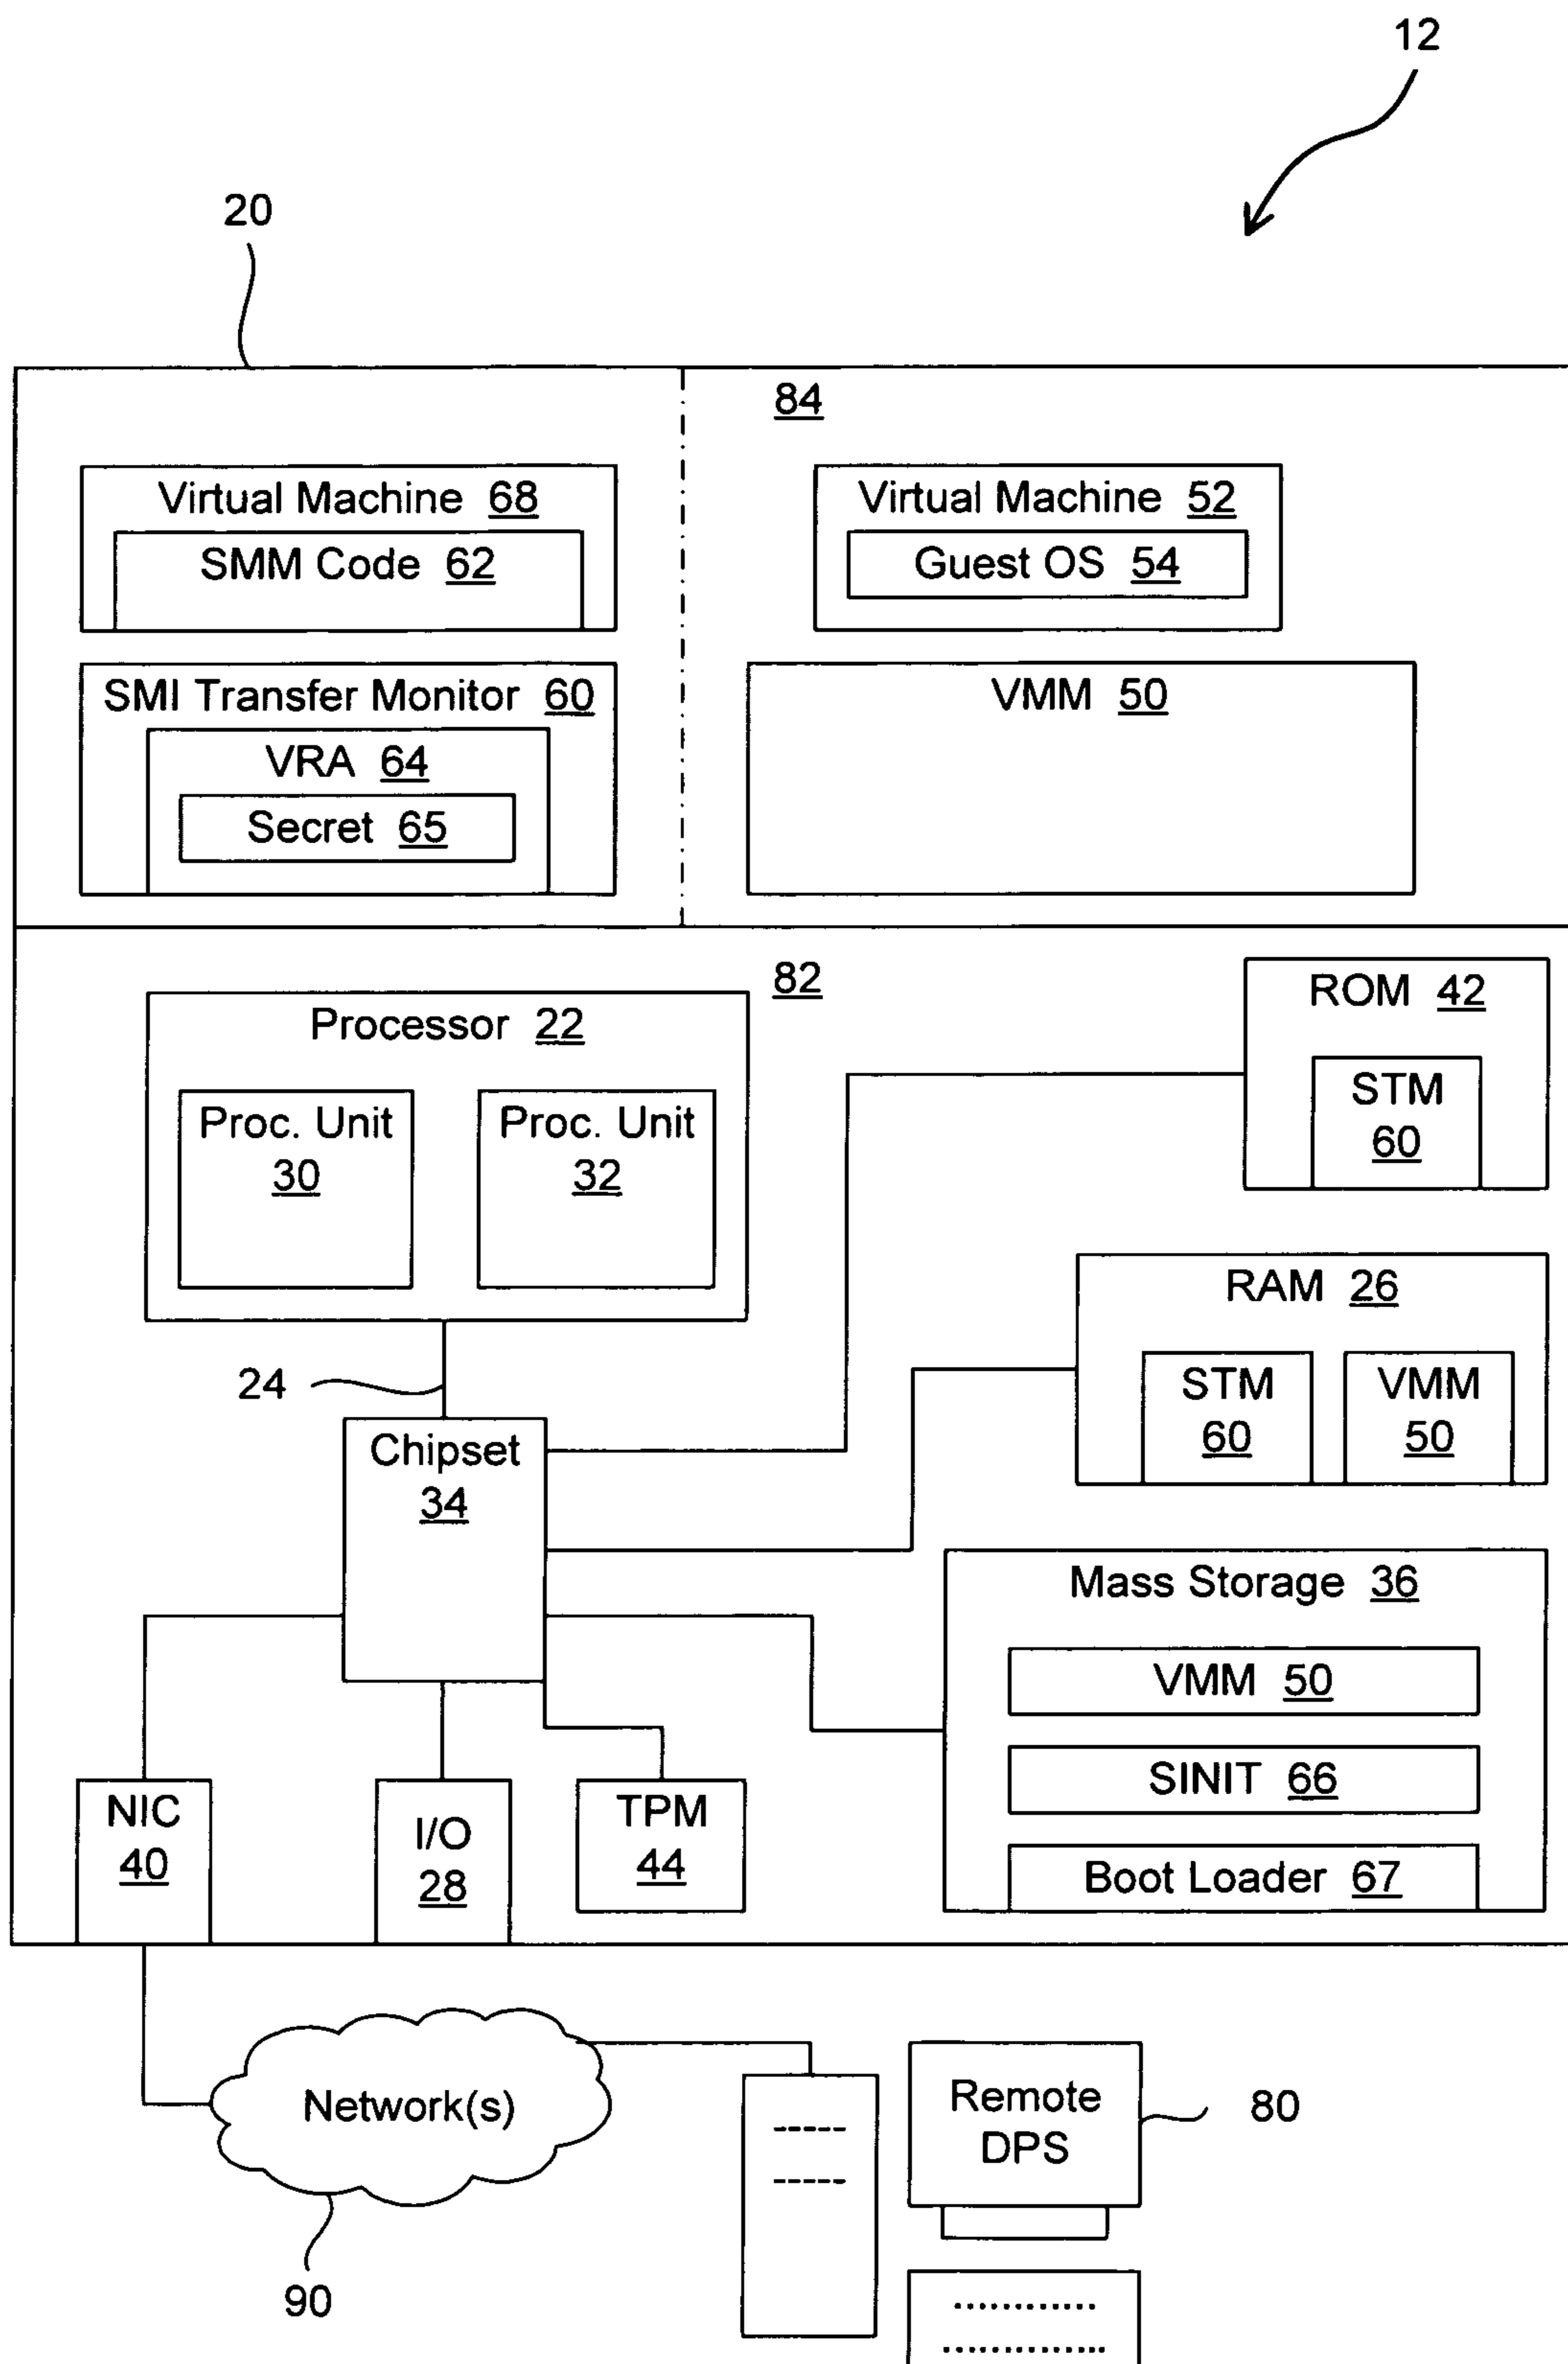 12
20
84
Virtual Machine 68
SMM Code 62
Virtual Machine 52
Guest OS 54
SMI Transfer Monitor 60
VRA 64
Secret 65
VMM 50
82
Processor 22
Proc. Unit
30
Proc. Unit
32
ROM 42
STM
60
RAM 26
STM
60
VMM
50
24
Chipset
34
Mass Storage 36
VMM 50
SINIT 66
Boot Loader 67
NIC
40
I/O
28
TPM
44
Network(s)
90
Remote
DPS
80